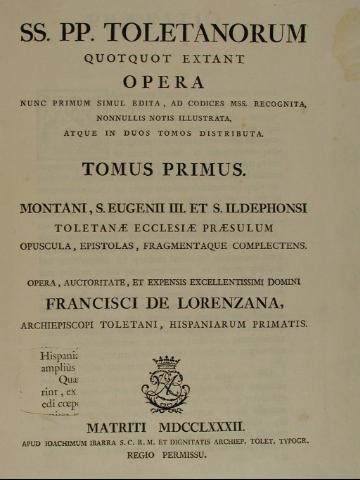 SS. PP. TOLETANORUM
QUOTQUOT EXTANT
OPERA
NUNC PRIMUM SIMUL EDITA, AD CODICES MSS. RECOGNITA,
NONNULLIS NOTIS ILLUSTRATA,
ATQUE IN DUOS TOMOS DISTRIBUTA.
TOMUS PRIMUS.
MONTANI, S. EUGENII III. ET S. ILDEPHONSI
TOLETANÆ ECCLESIÆ PRÆSULUM
OPUSCULA, EPISTOLAS, FRAGMENTAQUE COMPLECTENS.
OPERA, AUCTORITATE, ET EXPENSIS EXCELLENTISSIMI DOMINI
FRANCISCI DE LORENZANA,
ARCHIEPISCOPI TOLETANI, HISPANIARUM PRIMATIS.
Hispaniæ
ampliùs
Quæ
rint, ex
edi cœpe
MATRITI MDCCLXXXII.
APUD IOACHIMUM IBARRA S. C. R. M. ET DIGNITATIS ARCHIEP. TOLET. TYPOGR.
REGIO PERMISSU.